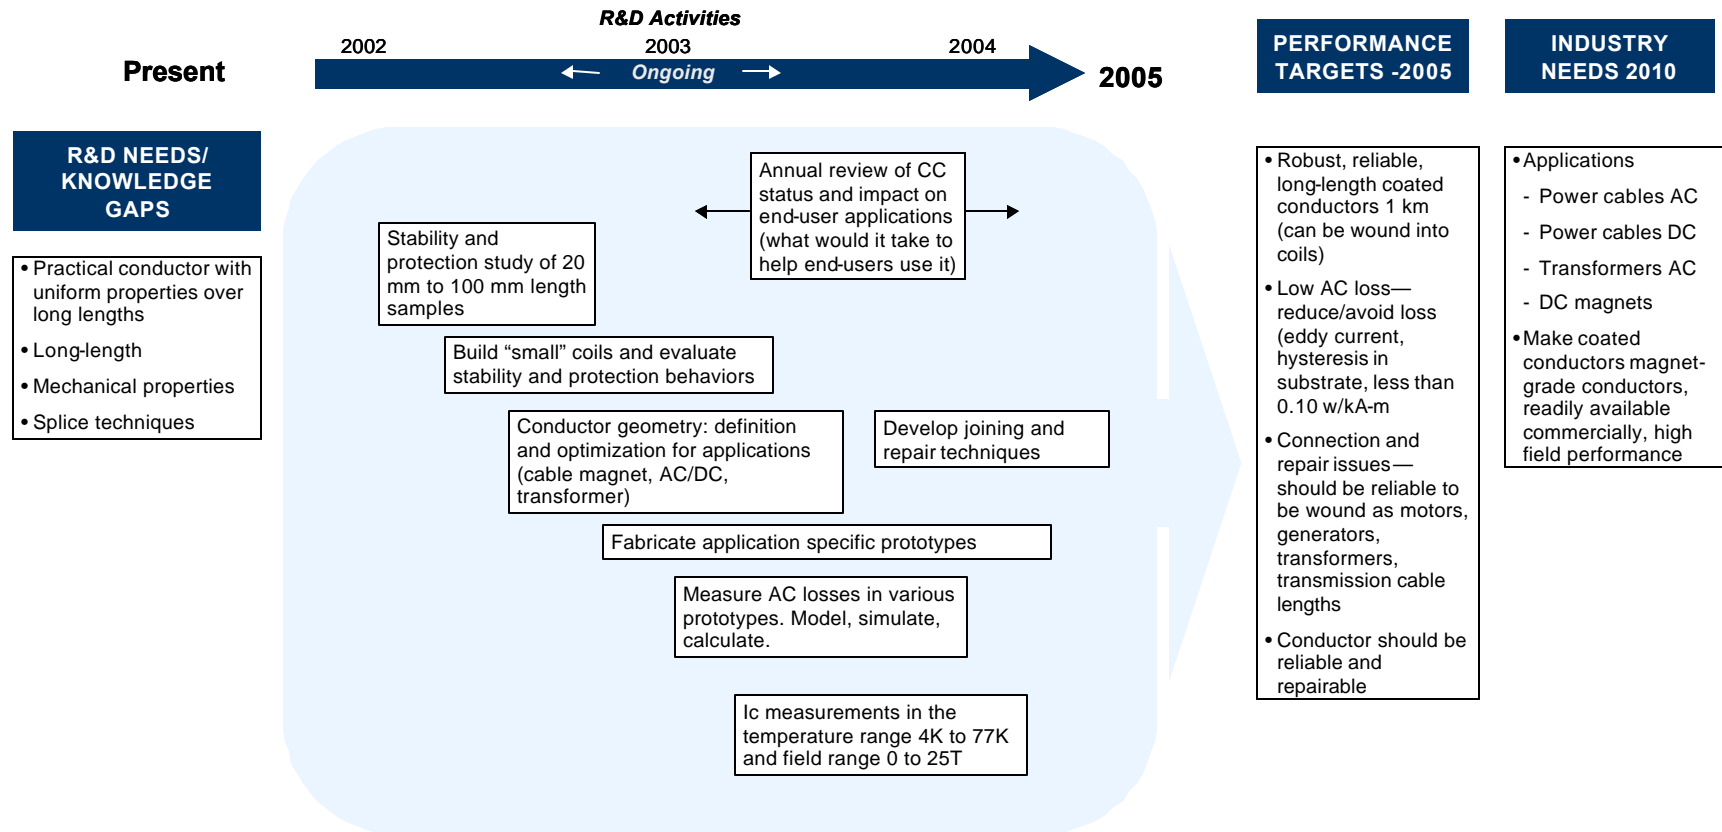 R&D Activities
2002
2003
2004
Present
Ongoing
2005
PERFORMANCE
TARGETS -2005
INDUSTRY
NEEDS 2010
R&D NEEDS/
KNOWLEDGE
GAPS
• Practical conductor with
uniform properties over
long lengths
• Long-length
• Mechanical properties
• Splice techniques
Annual review of CC
status and impact on
end-user applications
(what would it take to
help end-users use it)
Stability and
protection study of 20
mm to 100 mm length
samples
Build “small” coils and evaluate
stability and protection behaviors
Conductor geometry: definition
and optimization for applications
(cable magnet, AC/DC,
transformer)
Develop joining and
repair techniques
Fabricate application specific prototypes
Measure AC losses in various
prototypes. Model, simulate,
calculate.
Ic measurements in the
temperature range 4K to 77K
and field range 0 to 25T
• Robust, reliable,
long-length coated
conductors 1 km
(can be wound into
coils)
• Low AC loss—
reduce/avoid loss
(eddy current,
hysteresis in
substrate, less than
0.10 w/kA-m
• Connection and
repair issues—
should be reliable to
be wound as motors,
generators,
transformers,
transmission cable
lengths
• Conductor should be
reliable and
repairable
• Applications
- Power cables AC
- Power cables DC
- Transformers AC
- DC magnets
• Make coated
conductors magnet-
grade conductors,
readily available
commercially, high
field performance